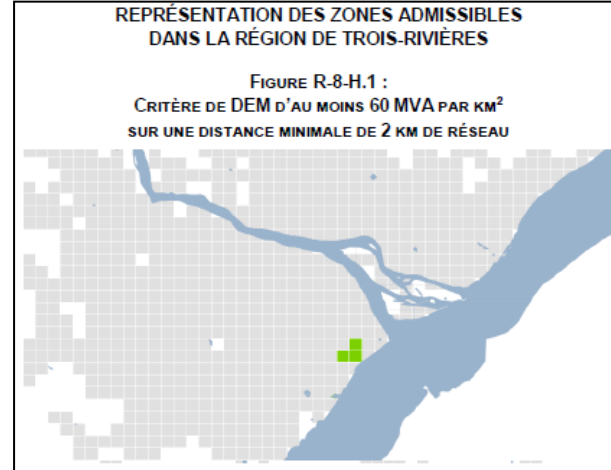 REPRÉSENTATION DES ZONES ADMISSIBLES
DANS LA RÉGION DE TROIS-RIVIÈRES
FIGURE R-8-H.1 :
CRITÈRE DE DEM D'AU MOINS 60 MVA PAR KM²
SUR UNE DISTANCE MINIMALE DE 2 KM DE RÉSEAU